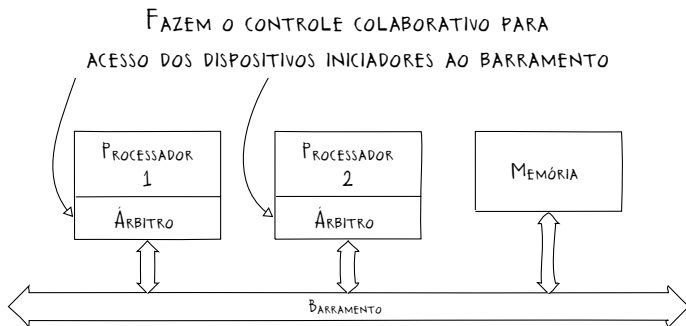 Fazem o controle colaborativo para
acesso dos dispositivos iniciadores ao barramento
Processador
1
Árbitro
Processador
2
Árbitro
Memória
Barramento